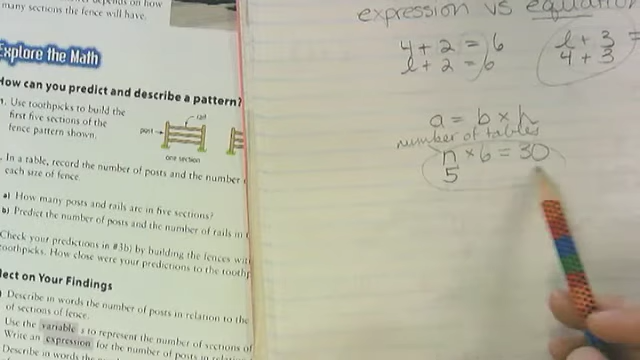 depends on how
many sections the fence will have.
Explore the Math
How can you predict and describe a pattern?
1. Use toothpicks to build the
first five sections of the
fence pattern shown.
rail
post
one section
In a table, record the number of posts and the number
each size of fence.
a) How many posts and rails are in five sections?
b) Predict the number of posts and the number of rails in
Check your predictions in #3b) by building the fences with
toothpicks. How close were your predictions to the
lect on Your Findings
Describe in words the number of posts in relation to the
of sections of fence.
Use the variable s to represent the number of sections of
Write an expression for the number of posts in
Describe in words the
expression vs equation
4 + 2 = 6
l + 2 = 6
l + 3 =
4 + 3
a = b × h
number of tables
n × 6 = 30
5